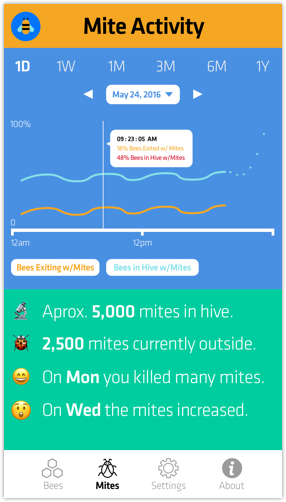 Mite Activity
1D 1W 1M 3M 6M 1Y
May 24, 2016
100%
09 : 23 : 05 AM
18% Bees Exited w/Mites
48% Bees in Hive w/Mites
0
12am 12pm
Bees Exiting w/Mites Bees in Hive w/Mites
Aprox. 5,000 mites in hive.
2,500 mites currently outside.
On Mon you killed many mites.
On Wed the mites increased.
Bees Mites Settings About